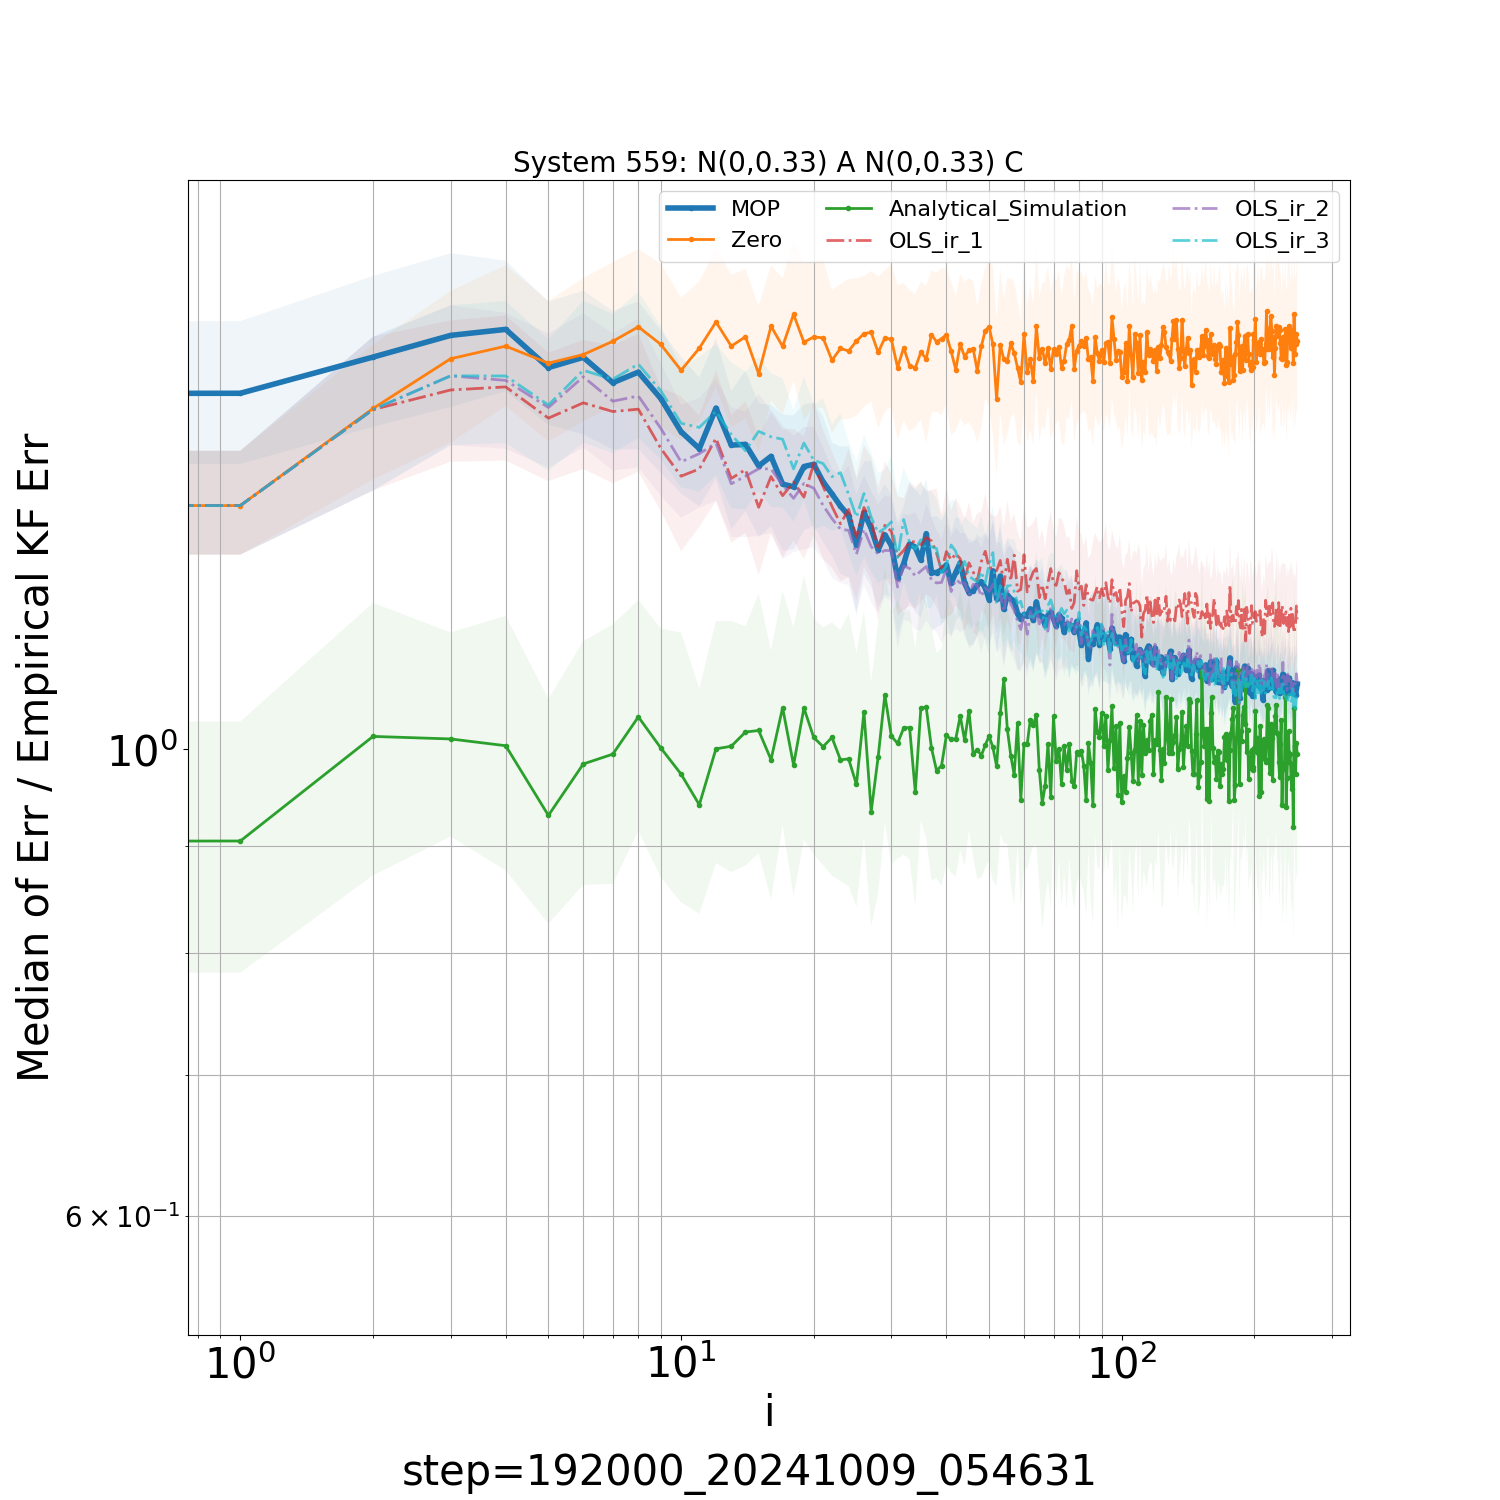 System 559: N(0,0.33) A N(0,0.33) C
MOP
Zero
Analytical_Simulation
OLS_ir_1
OLS_ir_2
OLS_ir_3
Median of Err / Empirical KF Err
10⁰
6 × 10⁻¹
10⁰ 10¹ 10²
i
step=192000_20241009_054631